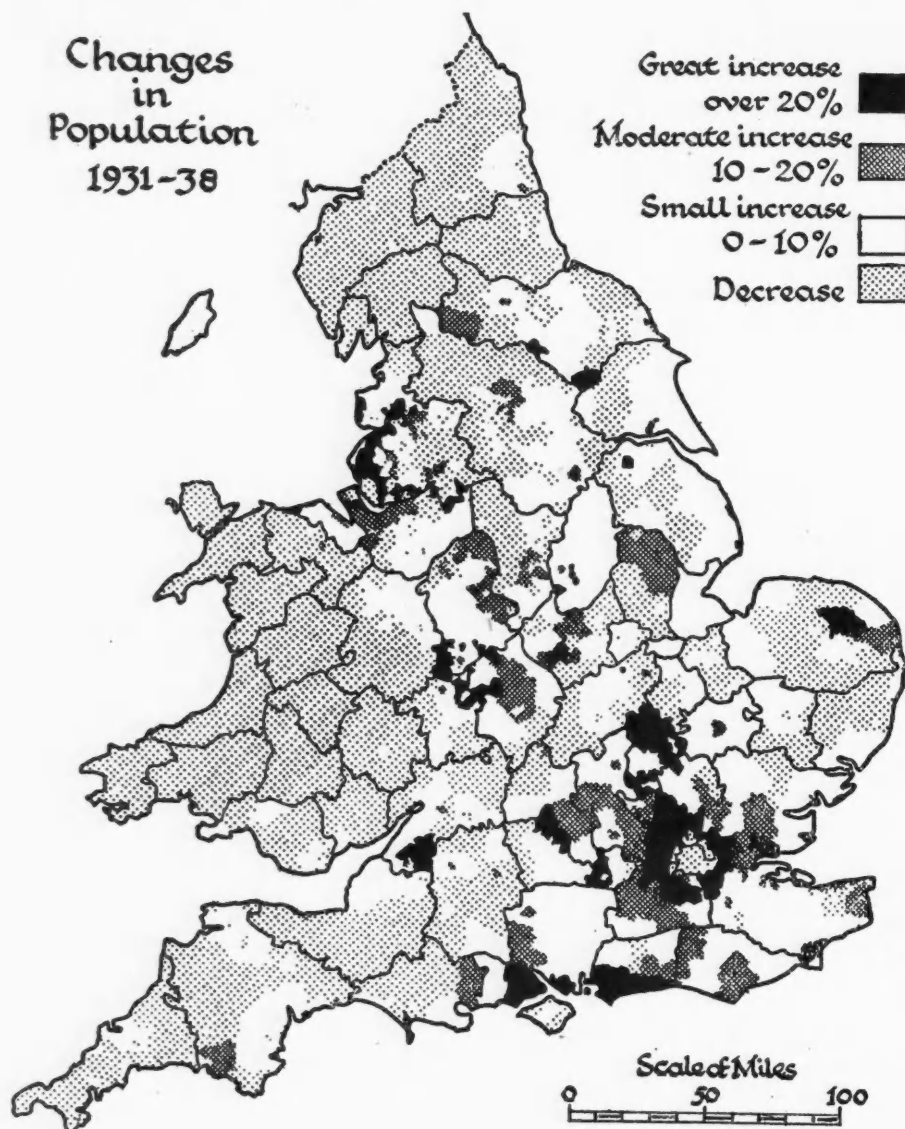 Changes
in
Population
1931-38
Great increase
over 20%
Moderate increase
10-20%
Small increase
0-10%
Decrease
Scale of Miles
0 50 100